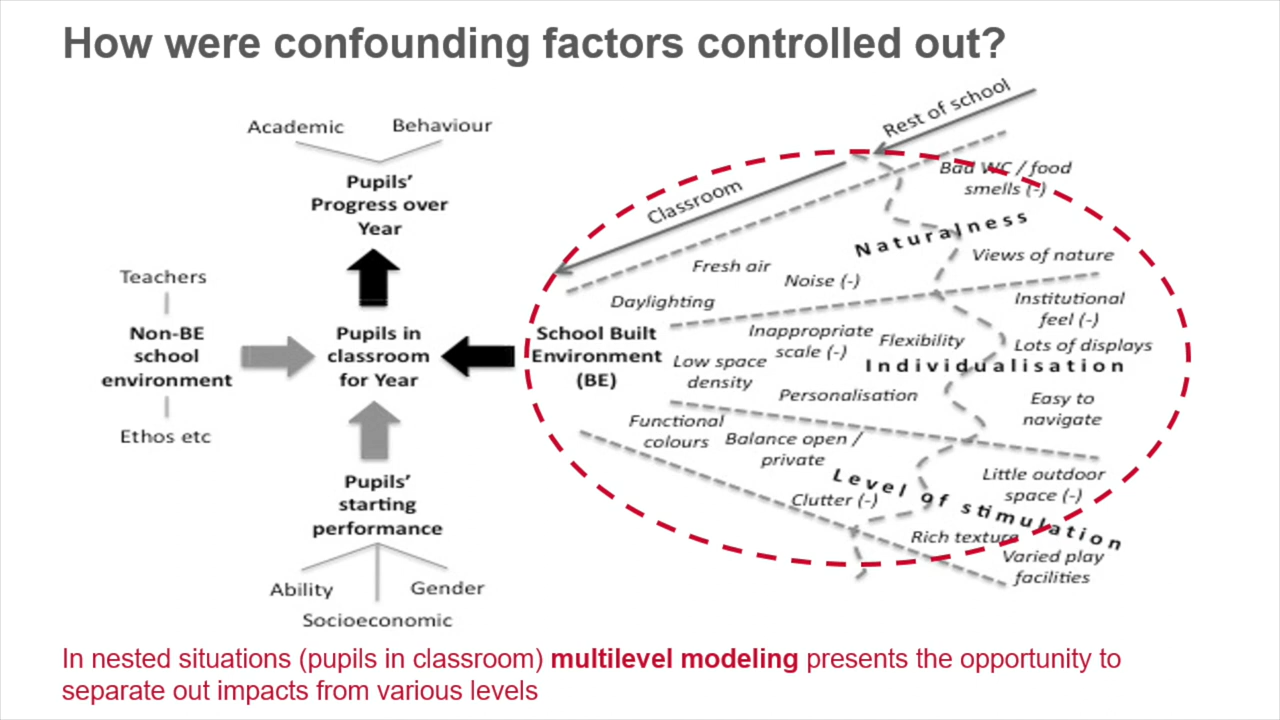 How were confounding factors controlled out?
Academic
Behaviour
Pupils'
Progress over
Year
Teachers
Non-BE
school
environment
Ethos etc
Pupils in
classroom
for Year
Pupils'
starting
performance
Ability
Gender
Socioeconomic
School Built
Environment
(BE)
Classroom
Rest of school
Bad WC / food
smells (-)
Naturalness
Views of nature
Fresh air
Noise (-)
Daylighting
Institutional
feel (-)
Inappropriate
scale (-)
Flexibility
Lots of displays
Low space
density
Individualisation
Personalisation
Easy to
navigate
Functional
colours
Balance open /
private
Level of stimulation
Clutter (-)
Little outdoor
space (-)
Rich texture
Varied play
facilities
In nested situations (pupils in classroom) multilevel modeling presents the opportunity to
separate out impacts from various levels